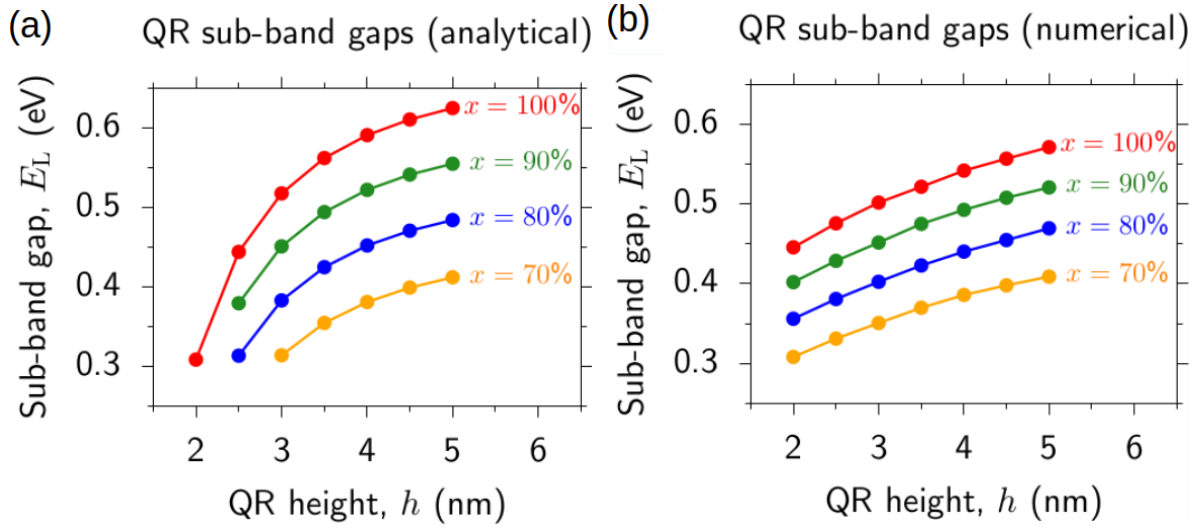 (a)
QR sub-band gaps (analytical)
Sub-band gap, E_L (eV)
0.6
0.5
0.4
0.3
x = 100%
x = 90%
x = 80%
x = 70%
2 3 4 5 6
QR height, h (nm)
(b)
QR sub-band gaps (numerical)
Sub-band gap, E_L (eV)
0.6
0.5
0.4
0.3
x = 100%
x = 90%
x = 80%
x = 70%
2 3 4 5 6
QR height, h (nm)